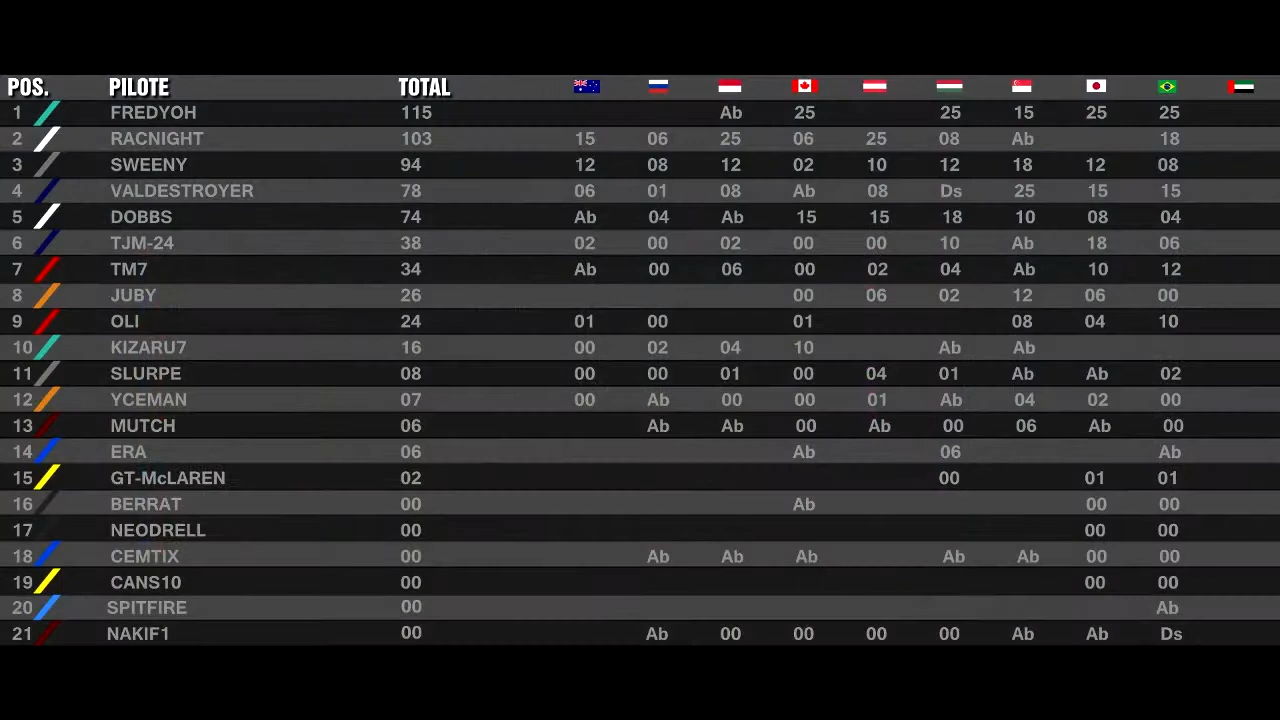 POS. PILOTE TOTAL
1 FREDYOH 115 Ab 25 25 15 25 25
2 RACNIGHT 103 15 06 25 06 25 08 Ab 18
3 SWEENY 94 12 08 12 02 10 12 18 12 08
4 VALDESTROYER 78 06 01 08 Ab 08 Ds 25 15 15
5 DOBBS 74 Ab 04 Ab 15 15 18 10 08 04
6 TJM-24 38 02 00 02 00 00 10 Ab 18 06
7 TM7 34 Ab 00 06 00 02 04 Ab 10 12
8 JUBY 26 00 06 02 12 06 00
9 OLI 24 01 00 01 08 04 10
10 KIZARU7 16 00 02 04 10 Ab Ab
11 SLURPE 08 00 00 01 00 04 01 Ab Ab 02
12 YCEMAN 07 00 Ab 00 00 01 Ab 04 02 00
13 MUTCH 06 Ab Ab 00 Ab 00 06 Ab 00
14 ERA 06 Ab 06 Ab
15 GT-McLAREN 02 00 01 01
16 BERRAT 00 Ab 00 00
17 NEODRELL 00 00 00
18 CEMTIX 00 Ab Ab Ab Ab Ab 00 00
19 CANS10 00 00 00
20 SPITFIRE 00 Ab
21 NAKIF1 00 Ab 00 00 00 00 Ab Ab Ds